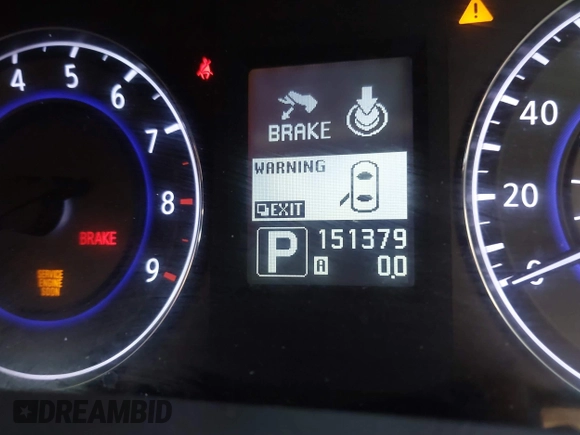 4 5 6 7 8 9
BRAKE
SERVICE
ENGINE
SOON
BRAKE
WARNING
EXIT
P 151379
A 0.0
40
20
0
DREAMBID